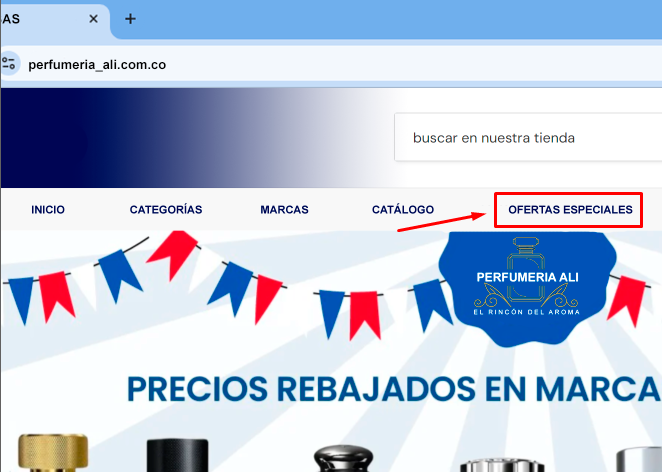 AS
perfumeria_ali.com.co
buscar en nuestra tienda
INICIO CATEGORÍAS MARCAS CATÁLOGO OFERTAS ESPECIALES
PERFUMERIA ALI
EL RINCÓN DEL AROMA
PRECIOS REBAJADOS EN MARCA